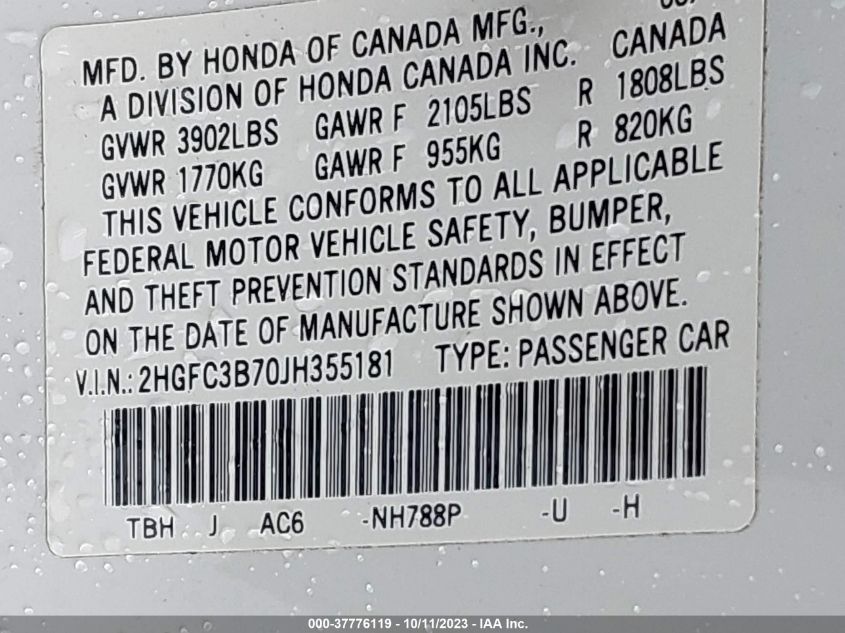 MFD. BY HONDA OF CANADA MFG.,
A DIVISION OF HONDA CANADA INC. CANADA
GVWR 3902LBS GAWR F 2105LBS R 1808LBS
GVWR 1770KG GAWR F 955KG R 820KG
THIS VEHICLE CONFORMS TO ALL APPLICABLE
FEDERAL MOTOR VEHICLE SAFETY, BUMPER,
AND THEFT PREVENTION STANDARDS IN EFFECT
ON THE DATE OF MANUFACTURE SHOWN ABOVE.
V.I.N.: 2HGFC3B70JH355181 TYPE: PASSENGER CAR
TBH J AC6 -NH788P -U -H
000-37776119 - 10/11/2023 - IAA Inc.